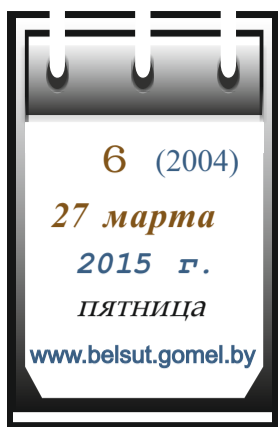 6 (2004)
27 марта
2015 г.
пятница
www.belsut.gomel.by